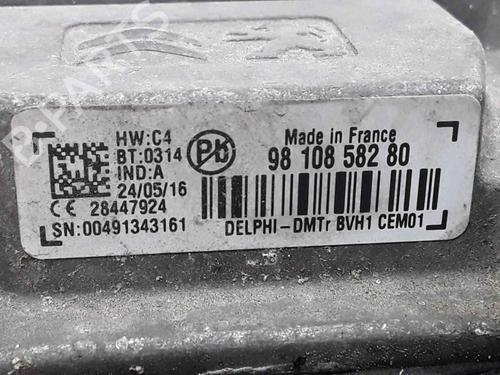 HW:C4
BT:0314
IND:A
24/05/16
CE 28447924
SN:00491343161
Pb
Made in France
98 108 582 80
DELPHI-DMTr BVH1 CEM01
B-PARTS